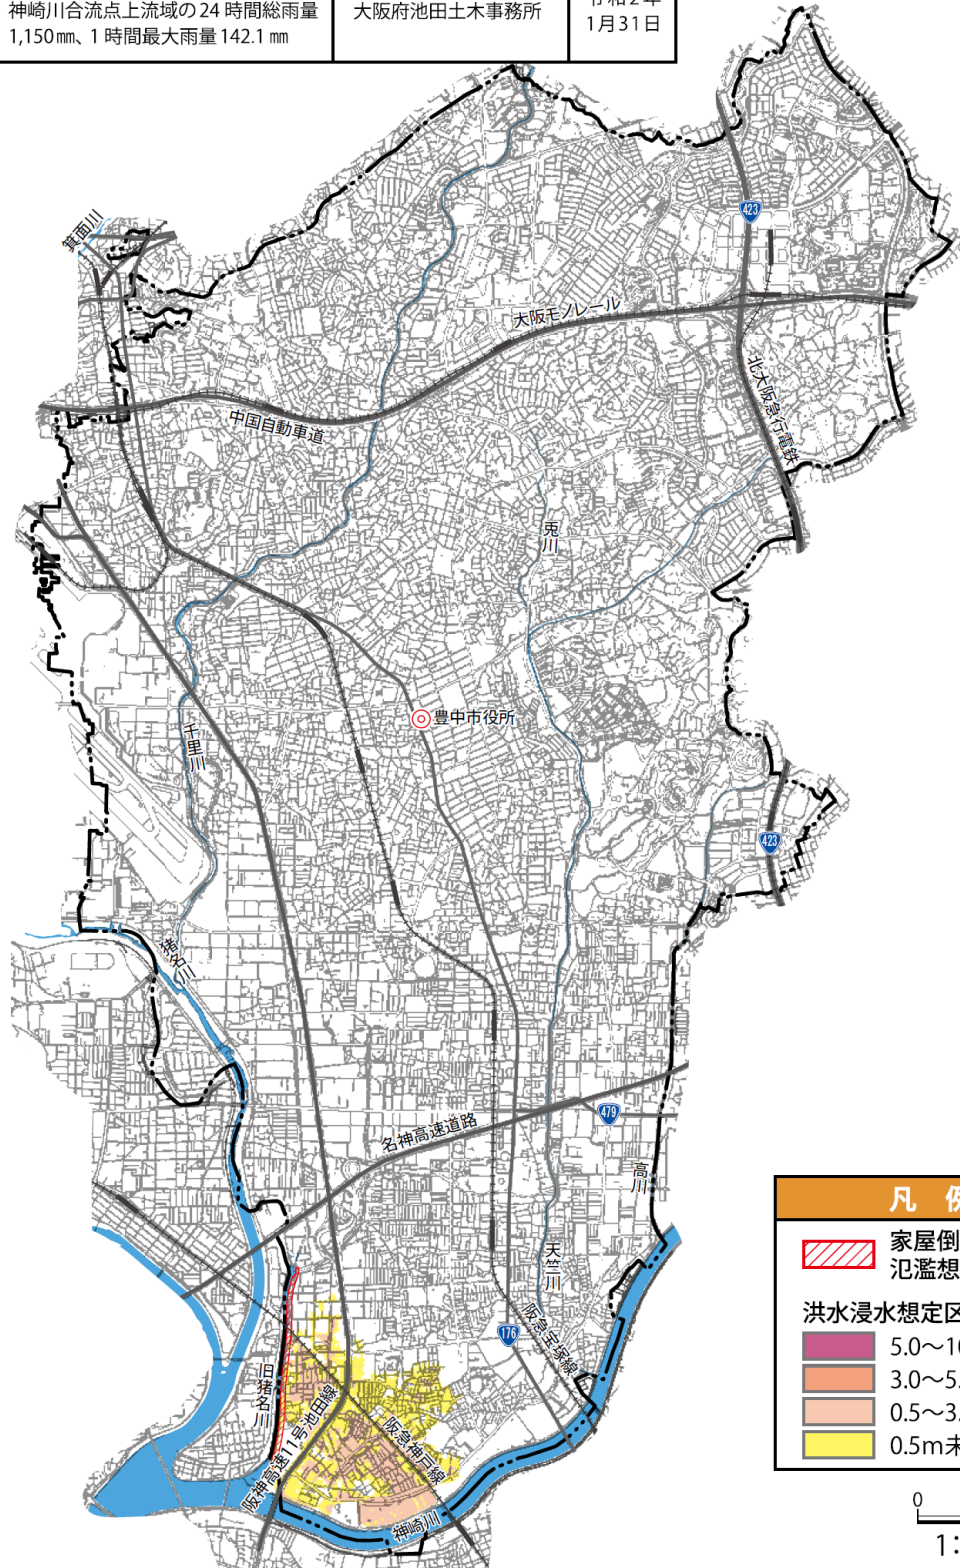 神崎川合流点上流域の24時間総雨量
1,150㎜、1時間最大雨量142.1㎜
大阪府池田土木事務所
令和2年
1月31日
箕面川
423
大阪モノレール
中国自動車道
北大阪急行電鉄
兎川
豊中市役所
千里川
423
猪名川
名神高速道路
479
高川
天竺川
阪急宝塚線
176
旧猪名川
阪神高速11号池田線
阪急神戸線
神崎川
凡 例
家屋倒
氾濫想
洪水浸水想定区
5.0～10
3.0～5.
0.5～3.
0.5m未
0
1：